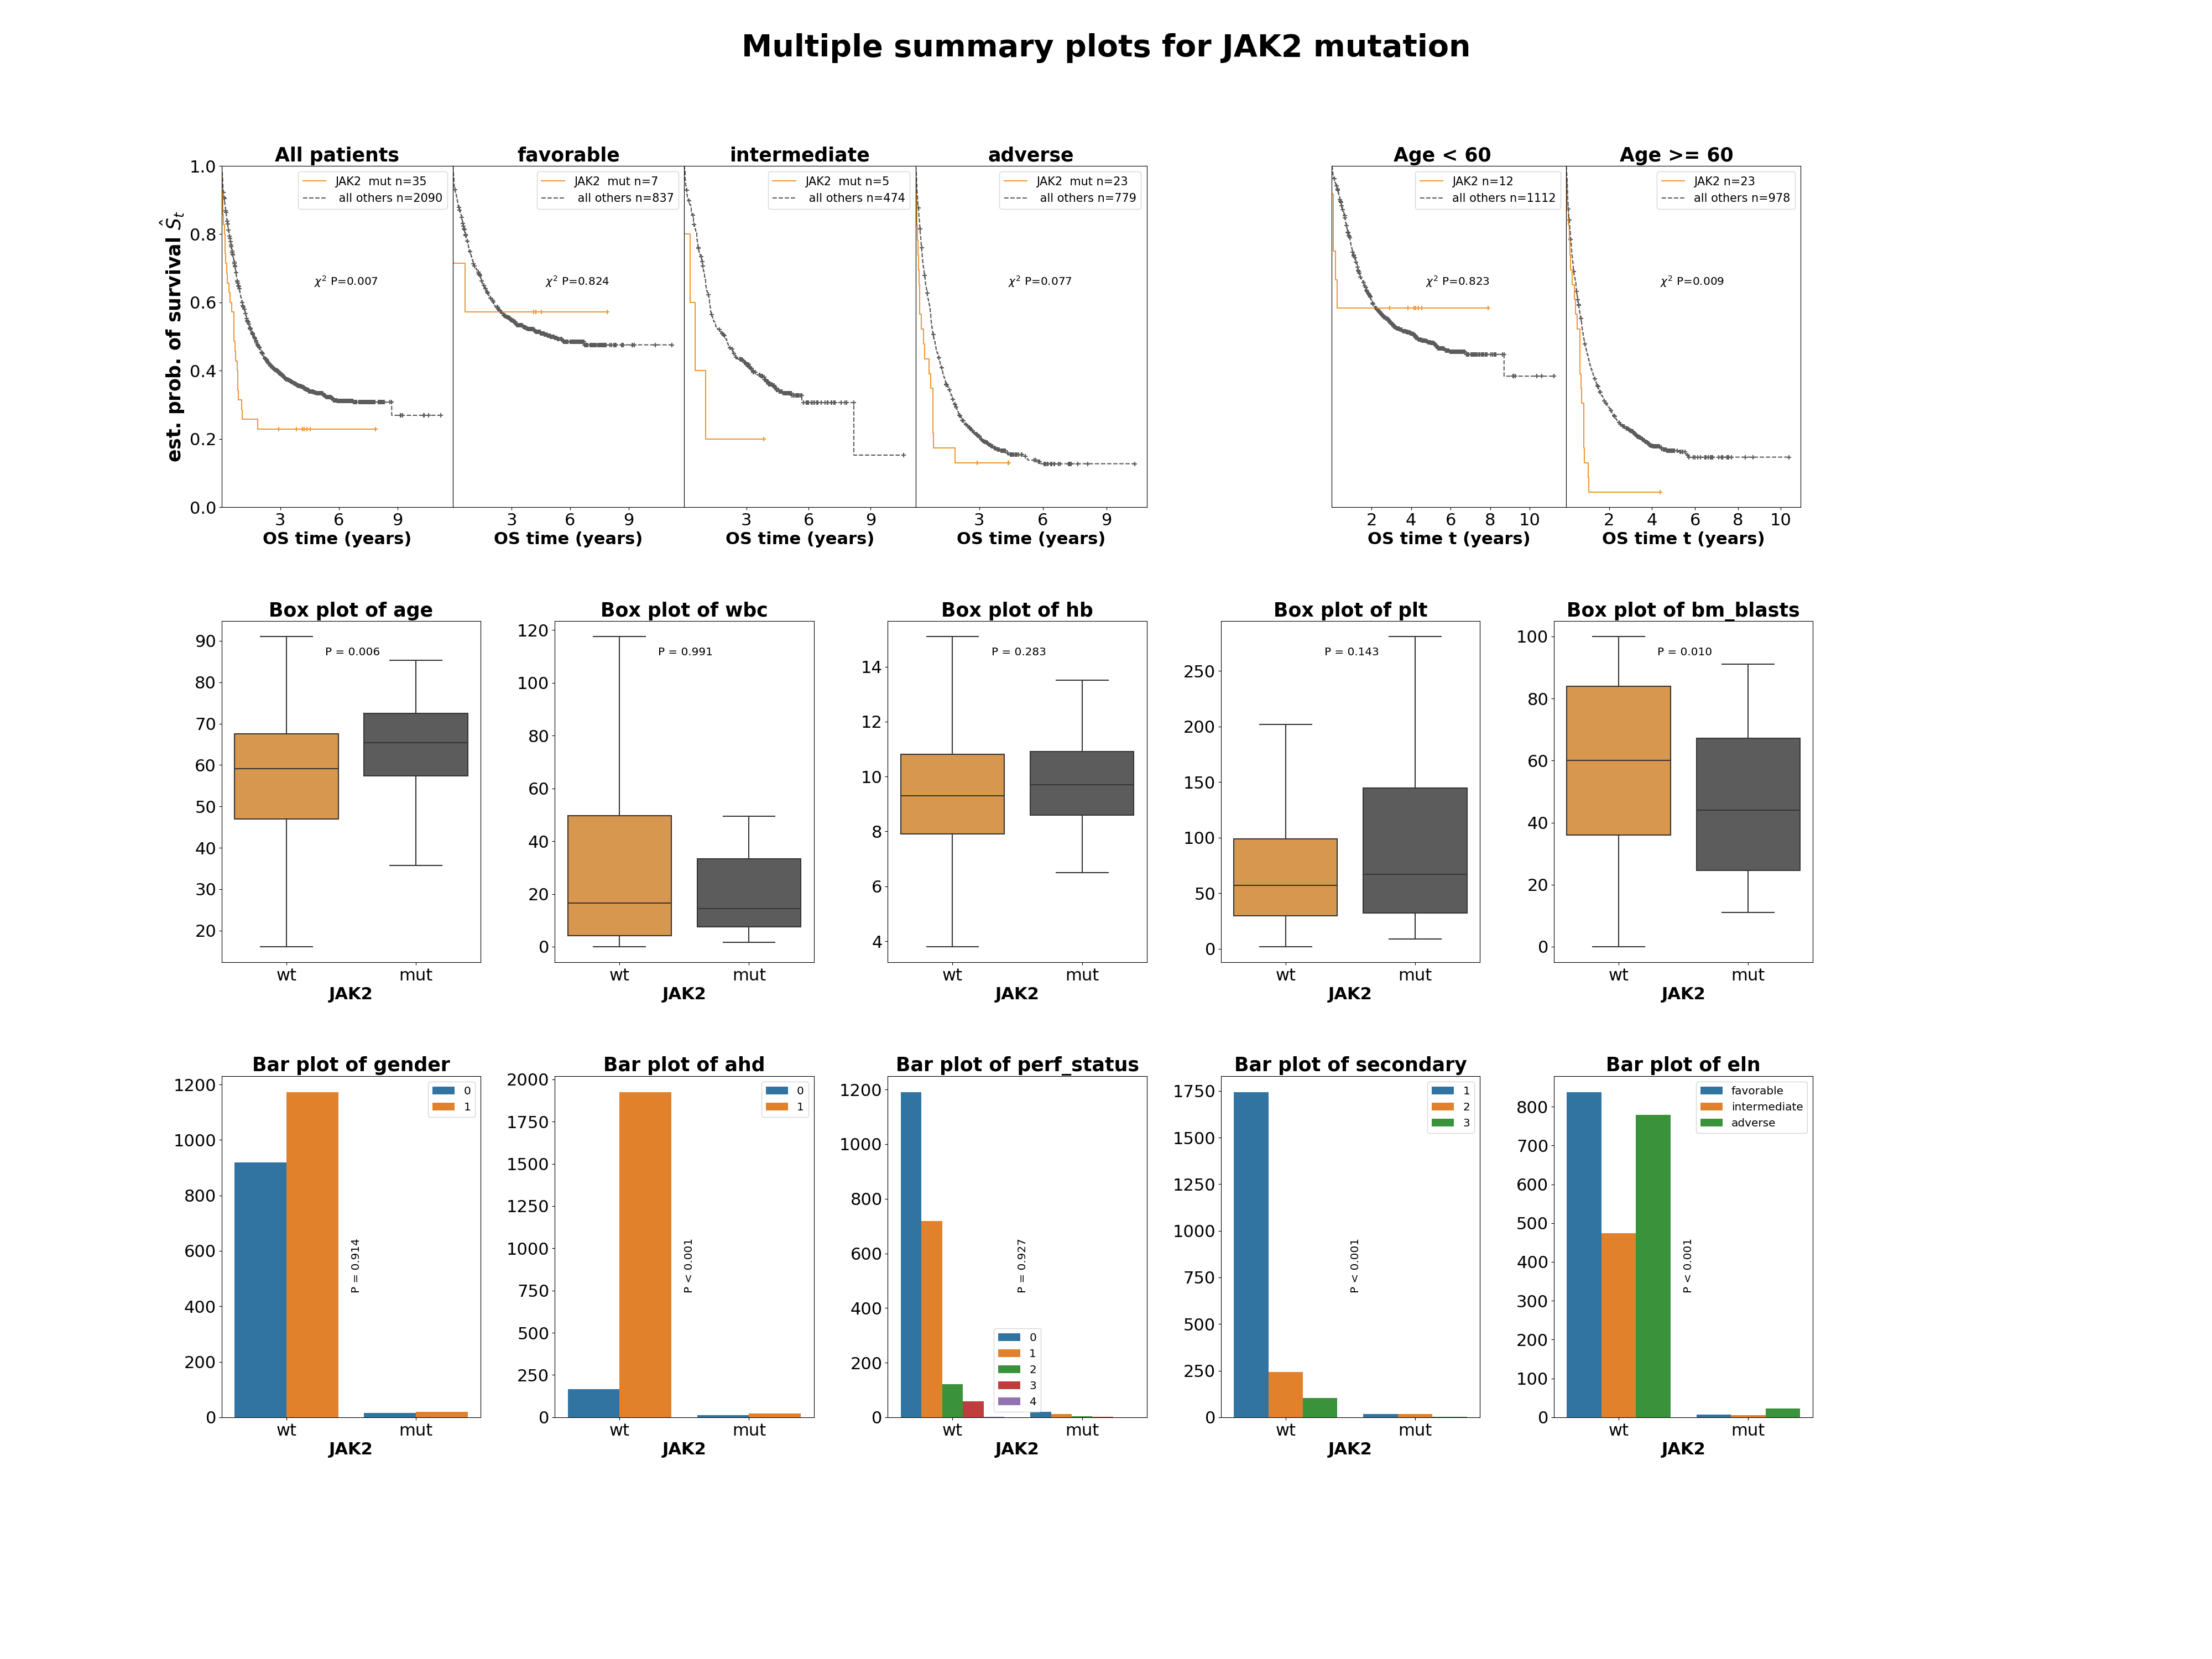 Multiple summary plots for JAK2 mutation
All patients
favorable
intermediate
adverse
Age < 60
Age >= 60
est. prob. of survival Ŝt
1.0
0.8
0.6
0.4
0.2
0.0
JAK2 mut n=35
all others n=2090
χ² P=0.007
3 6 9
OS time (years)
JAK2 mut n=7
all others n=837
χ² P=0.824
3 6 9
OS time (years)
JAK2 mut n=5
all others n=474
3 6 9
OS time (years)
JAK2 mut n=23
all others n=779
χ² P=0.077
3 6 9
OS time (years)
JAK2 n=12
all others n=1112
χ² P=0.823
2 4 6 8 10
OS time t (years)
JAK2 n=23
all others n=978
χ² P=0.009
2 4 6 8 10
OS time t (years)
Box plot of age
90
80
70
60
50
40
30
20
P = 0.006
wt mut
JAK2
Box plot of wbc
120
100
80
60
40
20
0
P = 0.991
wt mut
JAK2
Box plot of hb
14
12
10
8
6
4
P = 0.283
wt mut
JAK2
Box plot of plt
250
200
150
100
50
0
P = 0.143
wt mut
JAK2
Box plot of bm_blasts
100
80
60
40
20
0
P = 0.010
wt mut
JAK2
Bar plot of gender
1200
1000
800
600
400
200
0
0
1
P = 0.914
wt mut
JAK2
Bar plot of ahd
2000
1750
1500
1250
1000
750
500
250
0
0
1
P < 0.001
wt mut
JAK2
Bar plot of perf_status
1200
1000
800
600
400
200
0
P = 0.927
0
1
2
3
4
wt mut
JAK2
Bar plot of secondary
1750
1500
1250
1000
750
500
250
0
1
2
3
P < 0.001
wt mut
JAK2
Bar plot of eln
800
700
600
500
400
300
200
100
0
favorable
intermediate
adverse
P < 0.001
wt mut
JAK2